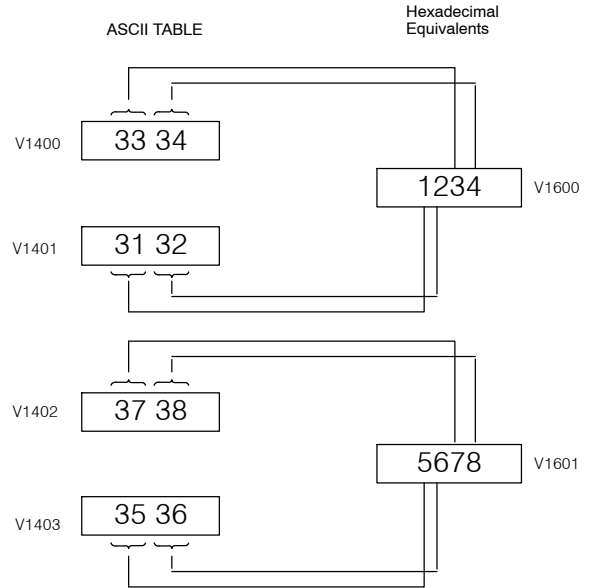 ASCII TABLE
Hexadecimal
Equivalents
V1400
33 34
1234
V1600
V1401
31 32
V1402
37 38
5678
V1601
V1403
35 36